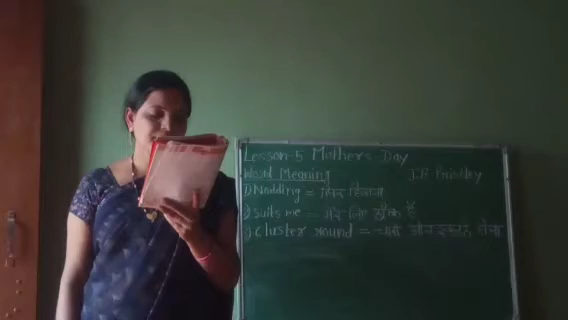 Lesson-5 Mother's Day
Word Meaning J.B Priestley
1) Nodding = सिर हिलाना
2) suits me = मेरे लिए ठीक है
3) cluster round = चारों ओर इकट्ठा होना